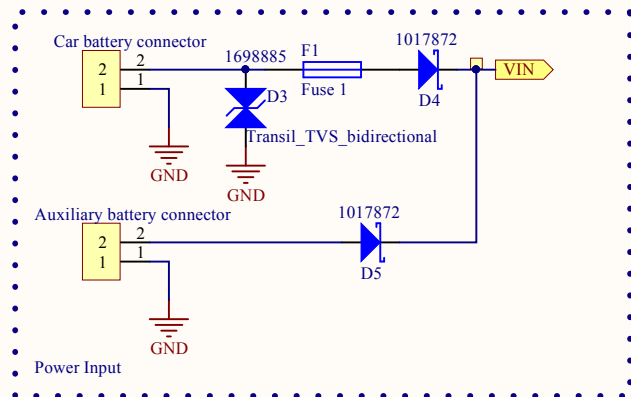 Car battery connector
2
1
2
1
GND
1698885
D3
Transil_TVS_bidirectional
GND
F1
Fuse 1
1017872
D4
VIN
Auxiliary battery connector
2
1
2
1
GND
1017872
D5
Power Input